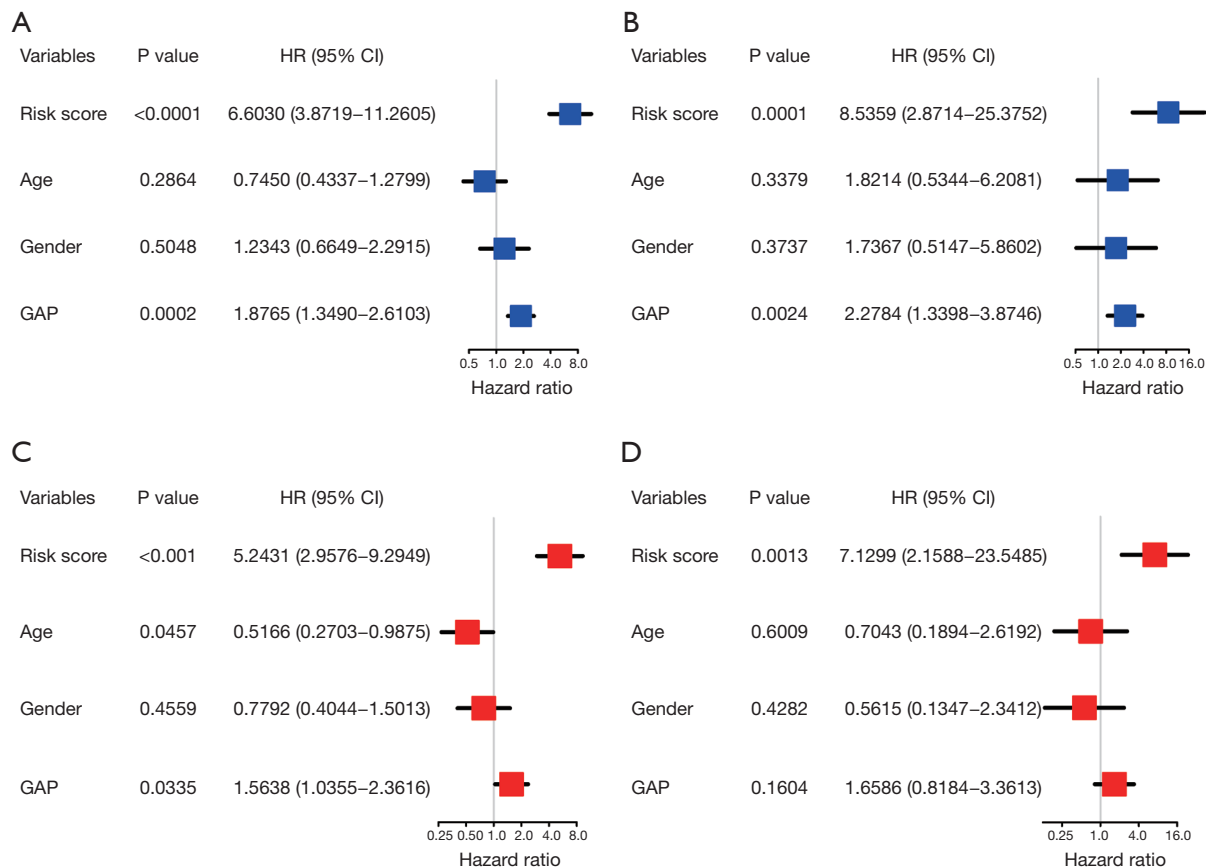 A
Variables P value HR (95% CI)
Risk score <0.0001 6.6030 (3.8719–11.2605)
Age 0.2864 0.7450 (0.4337–1.2799)
Gender 0.5048 1.2343 (0.6649–2.2915)
GAP 0.0002 1.8765 (1.3490–2.6103)
0.5 1.0 2.0 4.0 8.0
Hazard ratio
B
Variables P value HR (95% CI)
Risk score 0.0001 8.5359 (2.8714–25.3752)
Age 0.3379 1.8214 (0.5344–6.2081)
Gender 0.3737 1.7367 (0.5147–5.8602)
GAP 0.0024 2.2784 (1.3398–3.8746)
0.5 1.0 2.0 4.0 8.0 16.0
Hazard ratio
C
Variables P value HR (95% CI)
Risk score <0.001 5.2431 (2.9576–9.2949)
Age 0.0457 0.5166 (0.2703–0.9875)
Gender 0.4559 0.7792 (0.4044–1.5013)
GAP 0.0335 1.5638 (1.0355–2.3616)
0.25 0.50 1.0 2.0 4.0 8.0
Hazard ratio
D
Variables P value HR (95% CI)
Risk score 0.0013 7.1299 (2.1588–23.5485)
Age 0.6009 0.7043 (0.1894–2.6192)
Gender 0.4282 0.5615 (0.1347–2.3412)
GAP 0.1604 1.6586 (0.8184–3.3613)
0.25 1.0 4.0 16.0
Hazard ratio